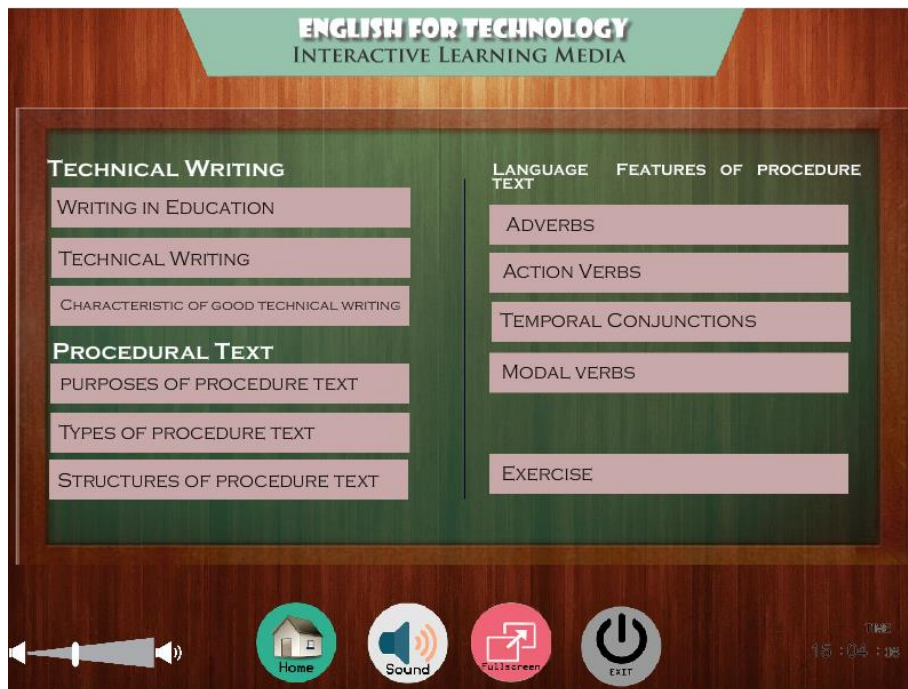 ENGLISH FOR TECHNOLOGY
INTERACTIVE LEARNING MEDIA
TECHNICAL WRITING
WRITING IN EDUCATION
TECHNICAL WRITING
CHARACTERISTIC OF GOOD TECHNICAL WRITING
PROCEDURAL TEXT
PURPOSES OF PROCEDURE TEXT
TYPES OF PROCEDURE TEXT
STRUCTURES OF PROCEDURE TEXT
LANGUAGE FEATURES OF PROCEDURE
TEXT
ADVERBS
ACTION VERBS
TEMPORAL CONJUNCTIONS
MODAL VERBS
EXERCISE
Home
Sound
Fullscreen
EXIT
TIME
15 : 04 :